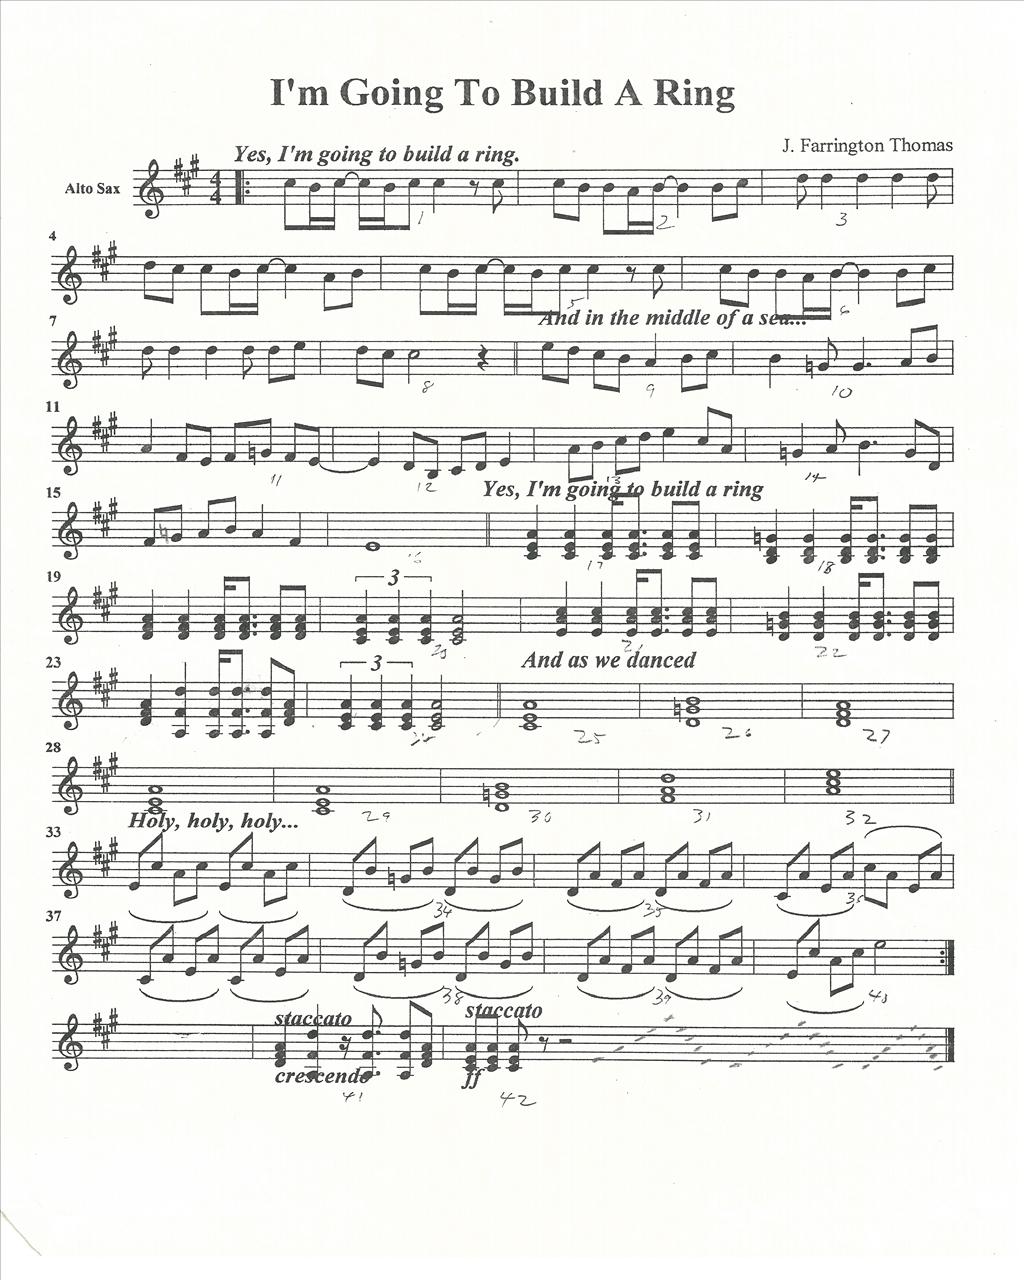 I'm Going To Build A Ring
J. Farrington Thomas
Yes, I'm going to build a ring.
Alto Sax
4
4
1 2 3
4
5 6
And in the middle of a sea...
7
8 9 10
11
11 12 13 14
Yes, I'm going to build a ring
15
16 17 18
19
3
20 21 22
23
3
And as we danced
24 25 26 27
28
29 30 31 32
Holy, holy, holy...
33
34 35 36
37
38 39 40
staccato
staccato
crescendo
ff
41 42